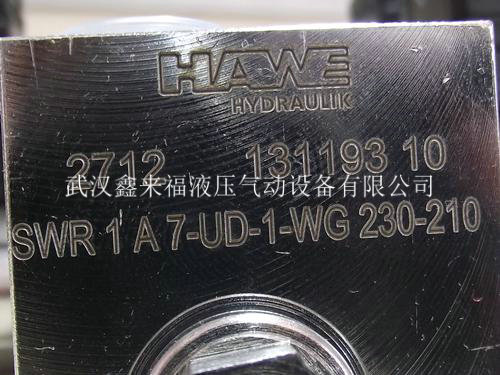 HAWE
HYDRAULIK
2712 131193 10
武汉鑫来福液压气动设备有限公司
SWR 1 A 7-UD-1-WG 230-210